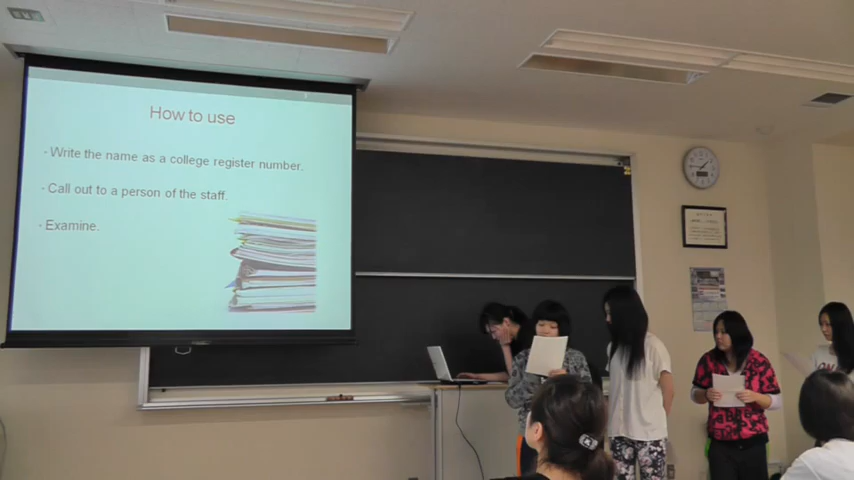 How to use
- Write the name as a college register number.
- Call out to a person of the staff.
- Examine.